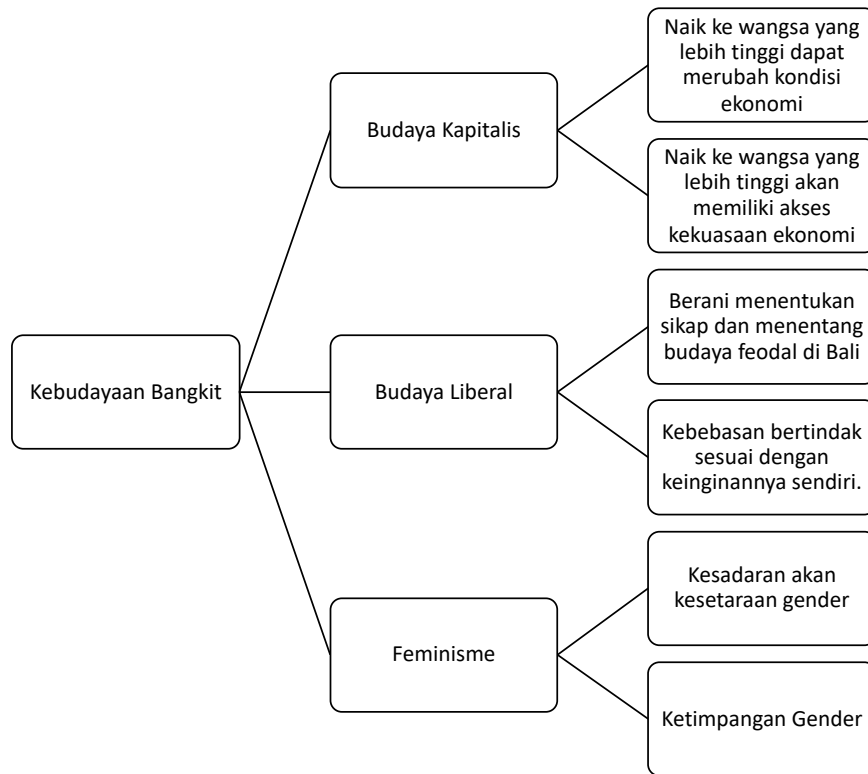 Kebudayaan Bangkit
Budaya Kapitalis
Naik ke wangsa yang
lebih tinggi dapat
merubah kondisi
ekonomi
Naik ke wangsa yang
lebih tinggi akan
memiliki akses
kekuasaan ekonomi
Budaya Liberal
Berani menentukan
sikap dan menentang
budaya feodal di Bali
Kebebasan bertindak
sesuai dengan
keinginannya sendiri.
Feminisme
Kesadaran akan
kesetaraan gender
Ketimpangan Gender